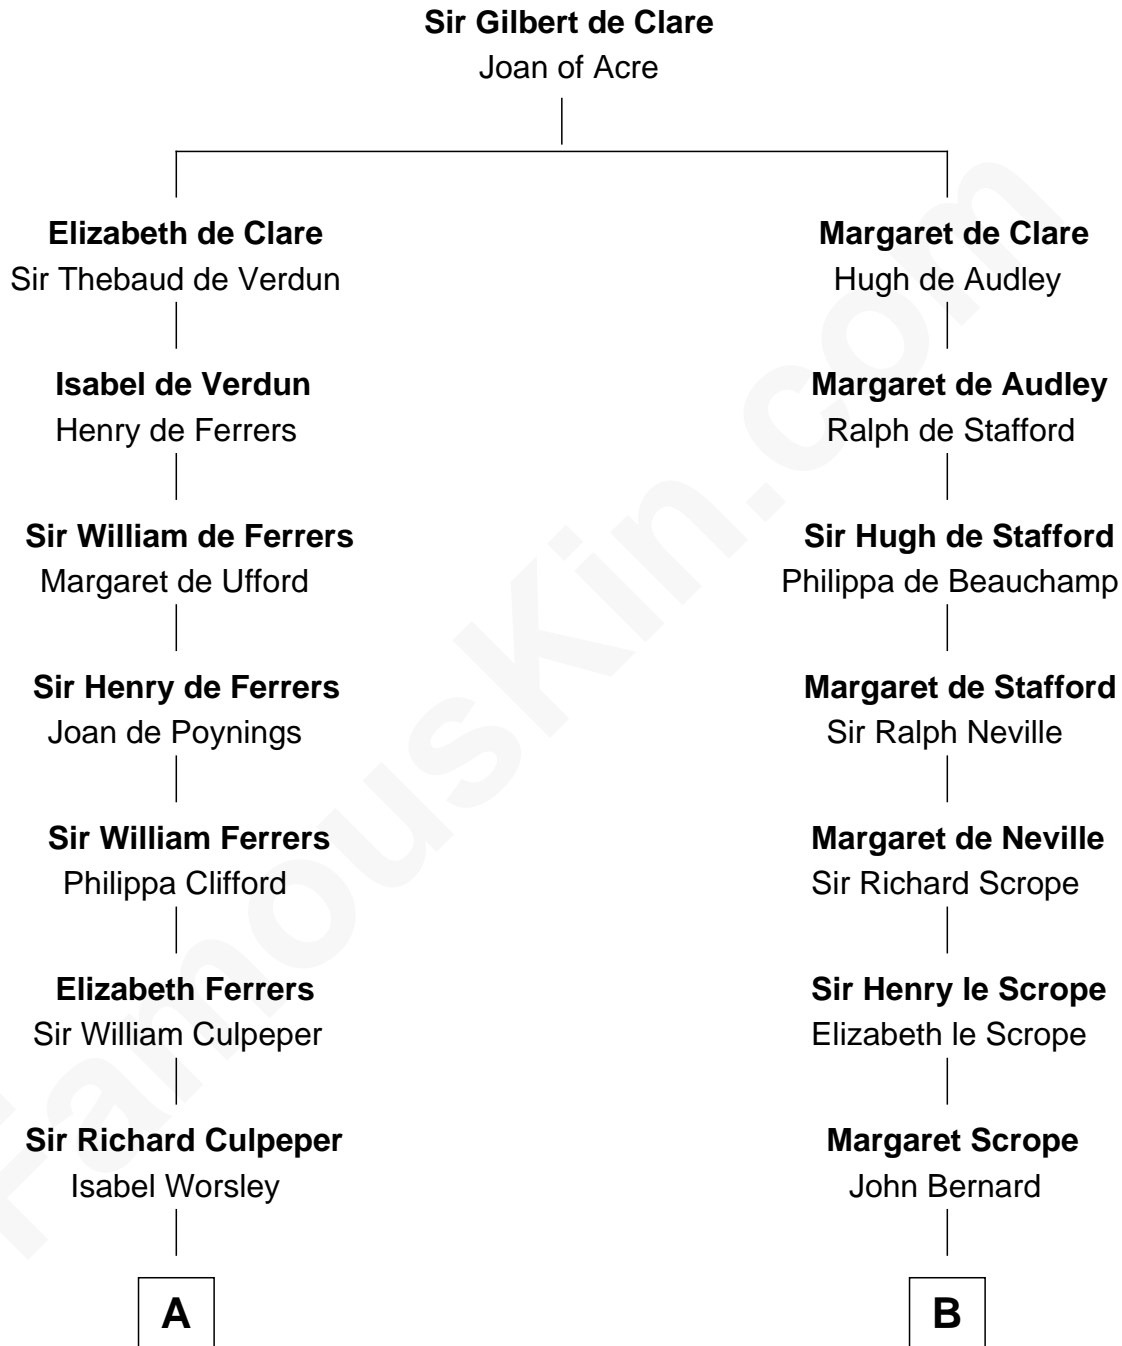 Sir Gilbert de Clare
Joan of Acre
Elizabeth de Clare
Sir Thebaud de Verdun
Margaret de Clare
Hugh de Audley
Isabel de Verdun
Henry de Ferrers
Margaret de Audley
Ralph de Stafford
Sir William de Ferrers
Margaret de Ufford
Sir Hugh de Stafford
Philippa de Beauchamp
Sir Henry de Ferrers
Joan de Poynings
Margaret de Stafford
Sir Ralph Neville
Sir William Ferrers
Philippa Clifford
Margaret de Neville
Sir Richard Scrope
Elizabeth Ferrers
Sir William Culpeper
Sir Henry le Scrope
Elizabeth le Scrope
Sir Richard Culpeper
Isabel Worsley
Margaret Scrope
John Bernard
A
B
FamousKin.com